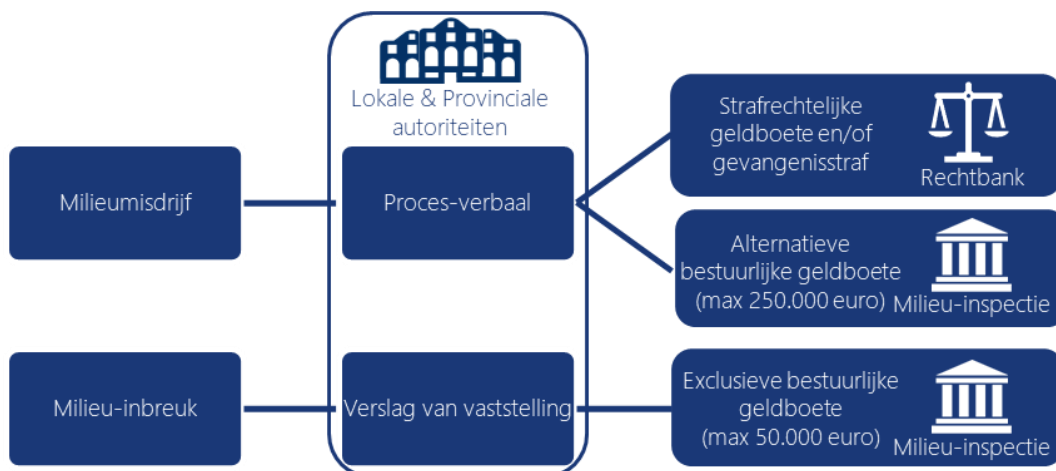 Lokale & Provinciale
autoriteiten
Milieumisdrijf
Proces-verbaal
Strafrechtelijke
geldboete en/of
gevangenisstraf
Rechtbank
Alternatieve
bestuurlijke geldboete
(max 250.000 euro)
Milieu-inspectie
Milieu-inbreuk
Verslag van vaststelling
Exclusieve bestuurlijke
geldboete
(max 50.000 euro)
Milieu-inspectie